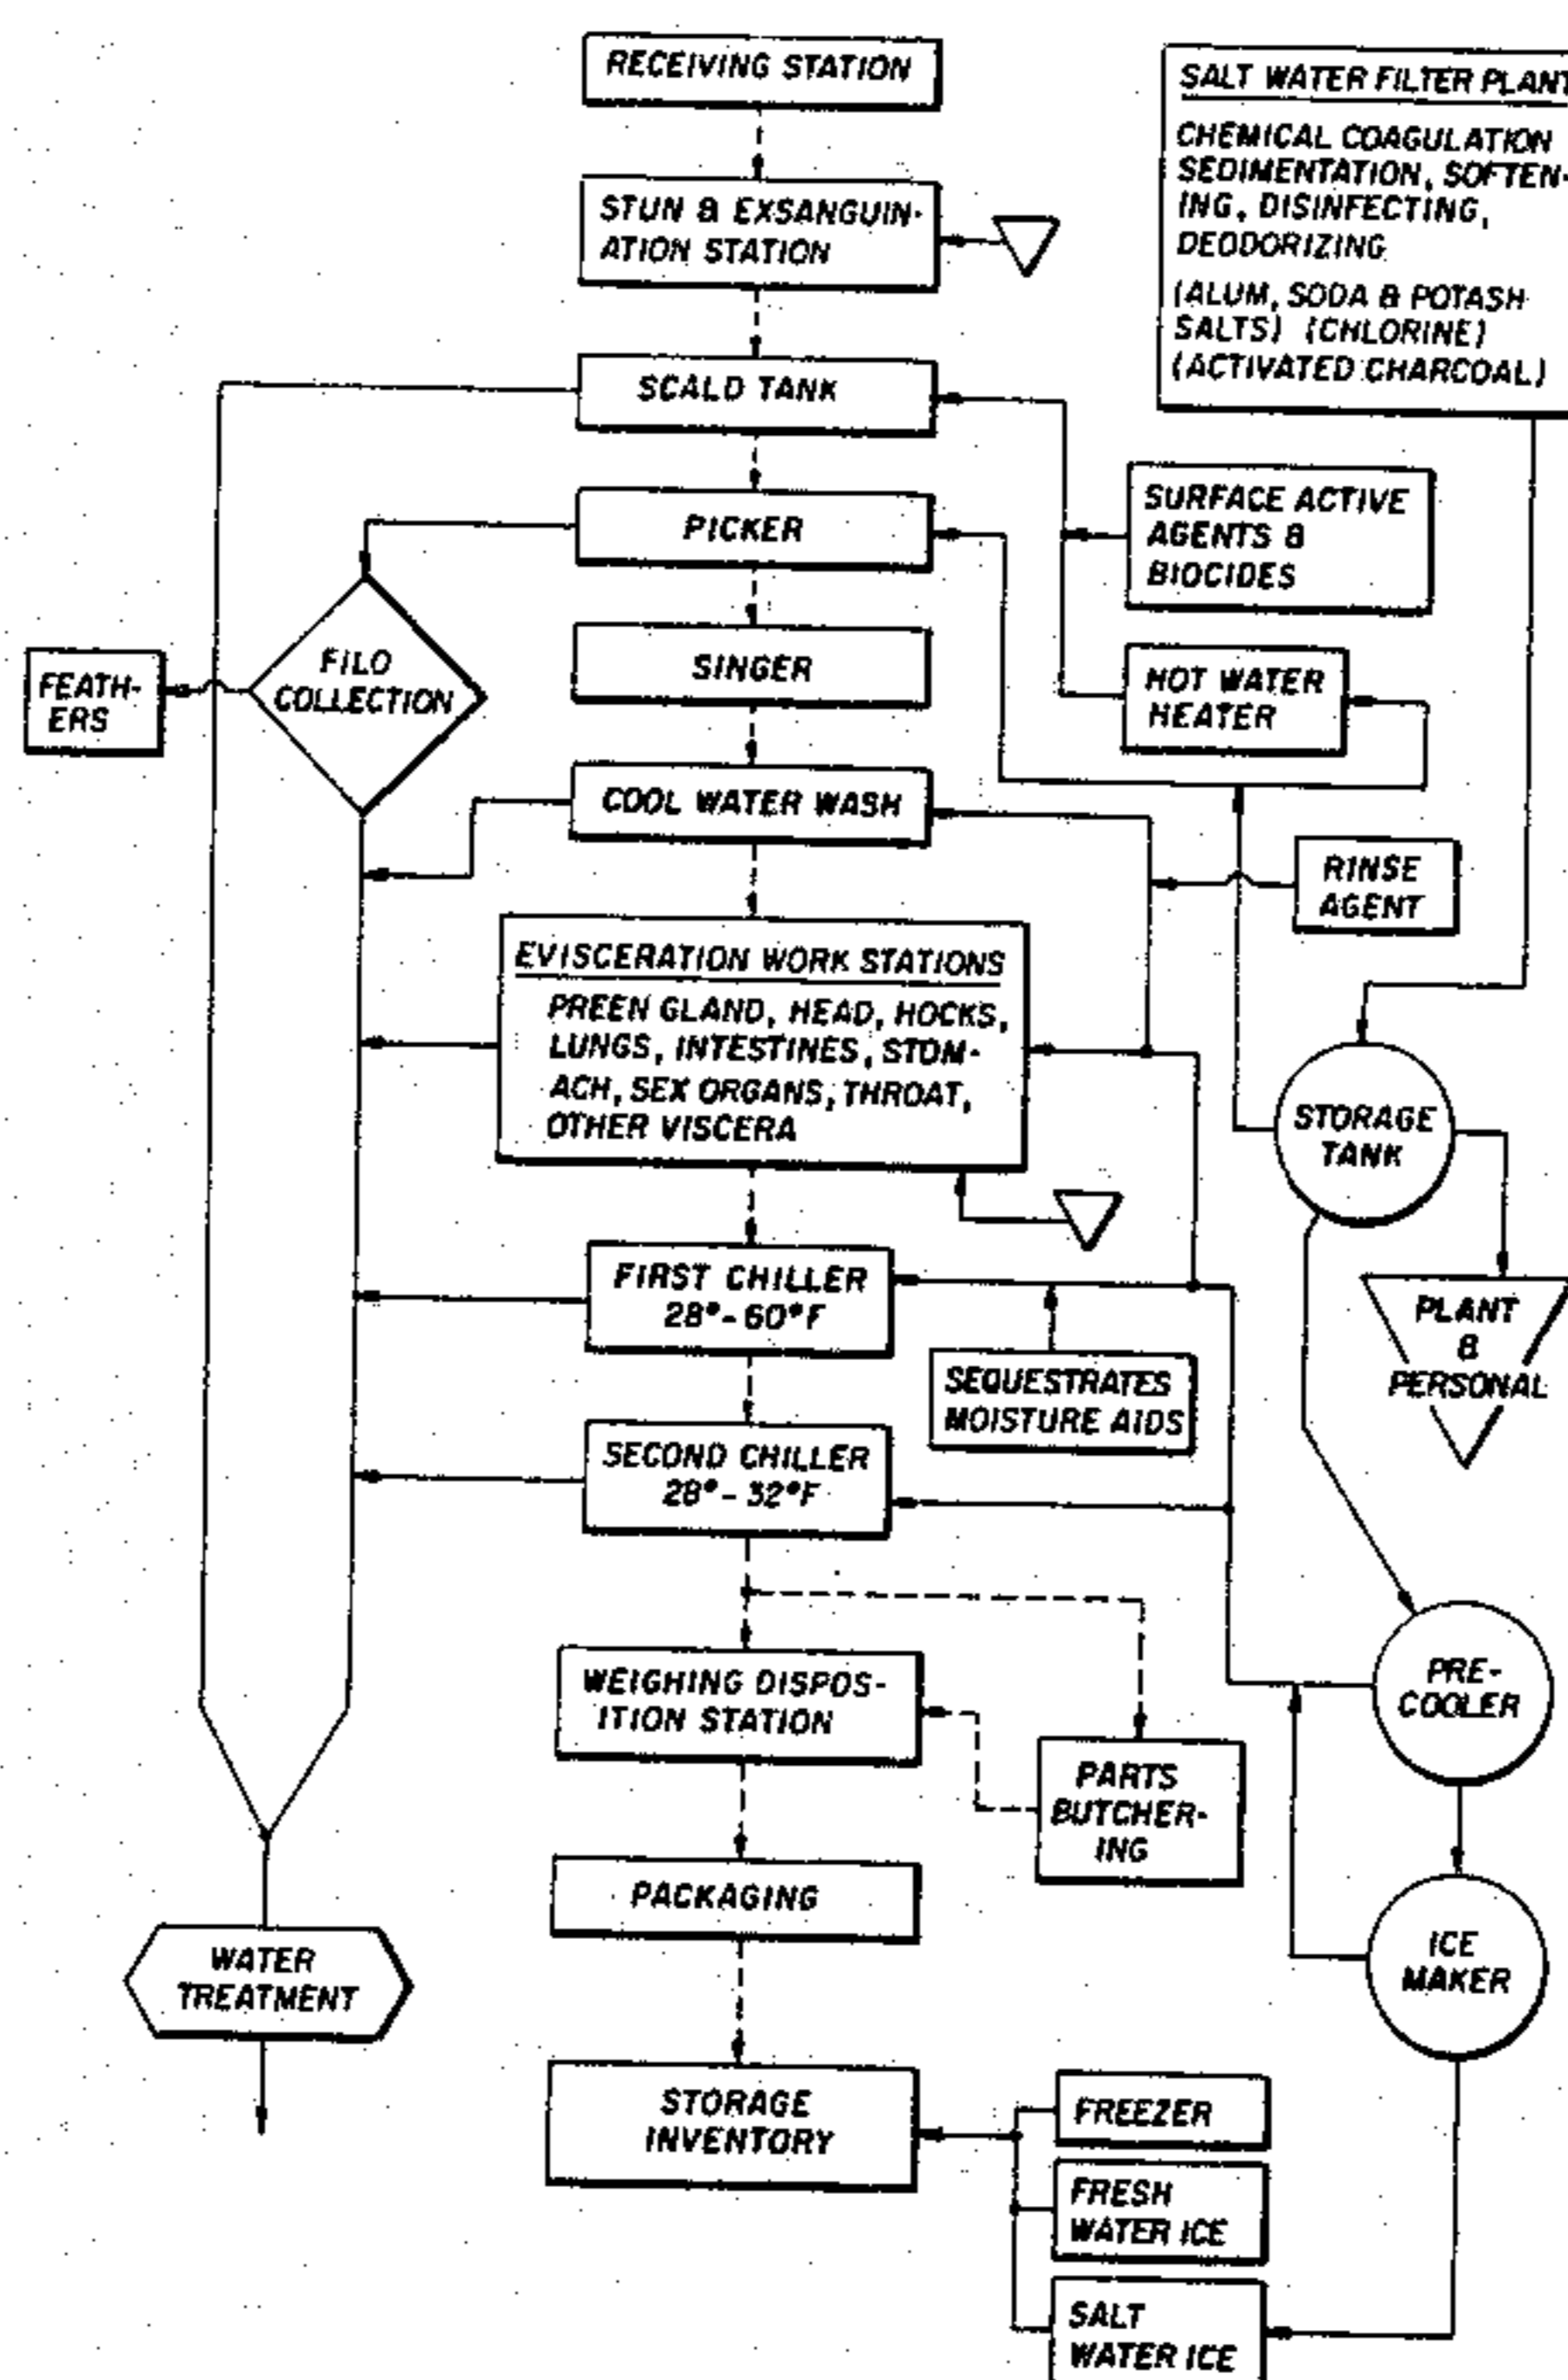 RECEIVING STATION
SALT WATER FILTER PLANT
CHEMICAL COAGULATION
SEDIMENTATION, SOFTEN-
ING, DISINFECTING,
DEODORIZING
(ALUM, SODA & POTASH
SALTS) (CHLORINE)
(ACTIVATED CHARCOAL)
STUN & EXSANGUIN-
ATION STATION
SCALD TANK
SURFACE ACTIVE
AGENTS &
BIOCIDES
PICKER
FILO
COLLECTION
FEATH-
ERS
SINGER
HOT WATER
HEATER
COOL WATER WASH
RINSE
AGENT
EVISCERATION WORK STATIONS
PREEN GLAND, HEAD, HOCKS,
LUNGS, INTESTINES, STOM-
ACH, SEX ORGANS, THROAT,
OTHER VISCERA
STORAGE
TANK
FIRST CHILLER
28°-60°F
PLANT
&
PERSONAL
SEQUESTRATES
MOISTURE AIDS
SECOND CHILLER
28°-32°F
WEIGHING DISPOS-
ITION STATION
PRE-
COOLER
PARTS
BUTCHER-
ING
PACKAGING
WATER
TREATMENT
ICE
MAKER
STORAGE
INVENTORY
FREEZER
FRESH
WATER ICE
SALT
WATER ICE